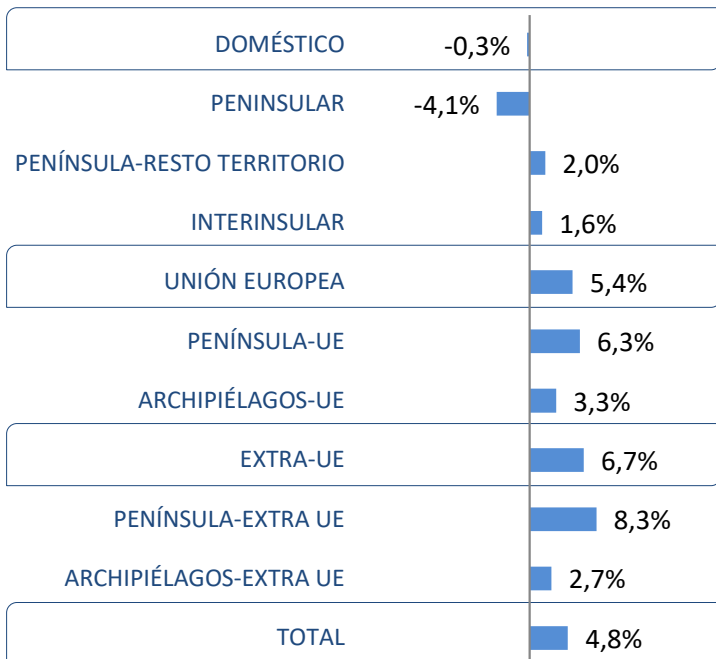 DOMÉSTICO -0,3%
PENINSULAR -4,1%
PENÍNSULA-RESTO TERRITORIO 2,0%
INTERINSULAR 1,6%
UNIÓN EUROPEA 5,4%
PENÍNSULA-UE 6,3%
ARCHIPIÉLAGOS-UE 3,3%
EXTRA-UE 6,7%
PENÍNSULA-EXTRA UE 8,3%
ARCHIPIÉLAGOS-EXTRA UE 2,7%
TOTAL 4,8%